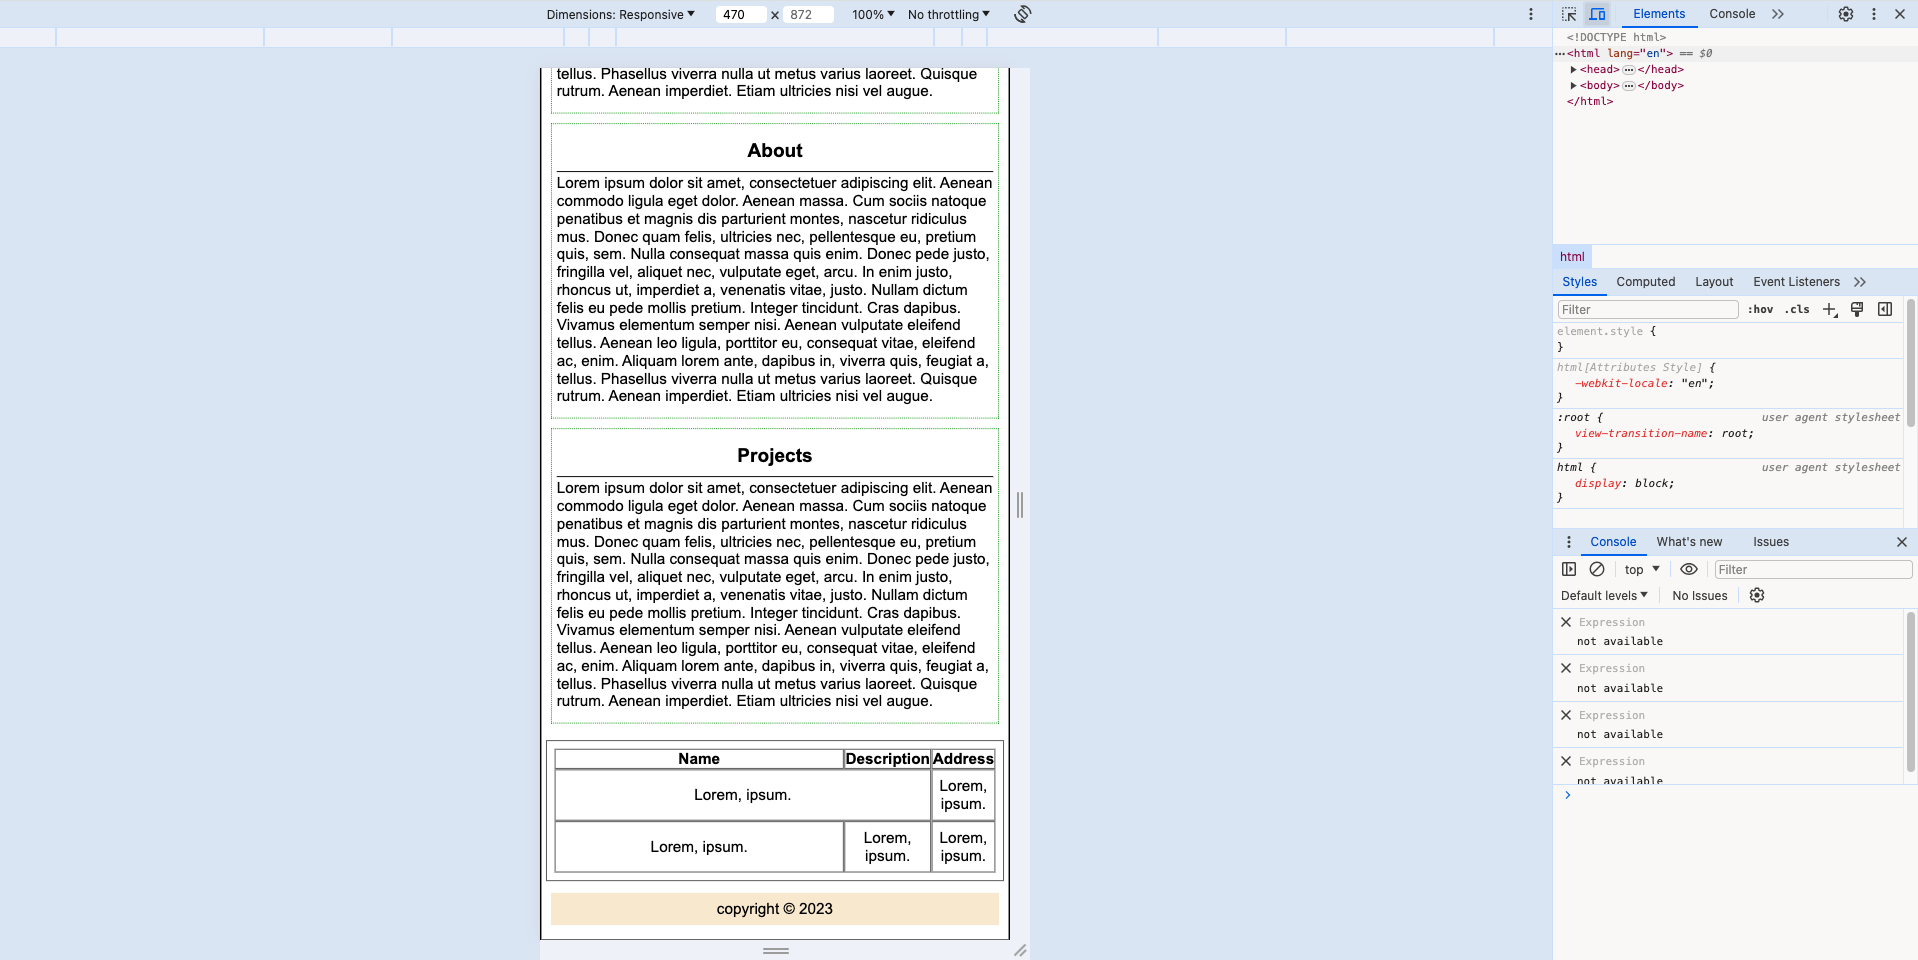 Dimensions: Responsive 470 x 872 100% No throttling
tellus. Phasellus viverra nulla ut metus varius laoreet. Quisque
rutrum. Aenean imperdiet. Etiam ultricies nisi vel augue.
About
Lorem ipsum dolor sit amet, consectetuer adipiscing elit. Aenean
commodo ligula eget dolor. Aenean massa. Cum sociis natoque
penatibus et magnis dis parturient montes, nascetur ridiculus
mus. Donec quam felis, ultricies nec, pellentesque eu, pretium
quis, sem. Nulla consequat massa quis enim. Donec pede justo,
fringilla vel, aliquet nec, vulputate eget, arcu. In enim justo,
rhoncus ut, imperdiet a, venenatis vitae, justo. Nullam dictum
felis eu pede mollis pretium. Integer tincidunt. Cras dapibus.
Vivamus elementum semper nisi. Aenean vulputate eleifend
tellus. Aenean leo ligula, porttitor eu, consequat vitae, eleifend
ac, enim. Aliquam lorem ante, dapibus in, viverra quis, feugiat a,
tellus. Phasellus viverra nulla ut metus varius laoreet. Quisque
rutrum. Aenean imperdiet. Etiam ultricies nisi vel augue.
Projects
Lorem ipsum dolor sit amet, consectetuer adipiscing elit. Aenean
commodo ligula eget dolor. Aenean massa. Cum sociis natoque
penatibus et magnis dis parturient montes, nascetur ridiculus
mus. Donec quam felis, ultricies nec, pellentesque eu, pretium
quis, sem. Nulla consequat massa quis enim. Donec pede justo,
fringilla vel, aliquet nec, vulputate eget, arcu. In enim justo,
rhoncus ut, imperdiet a, venenatis vitae, justo. Nullam dictum
felis eu pede mollis pretium. Integer tincidunt. Cras dapibus.
Vivamus elementum semper nisi. Aenean vulputate eleifend
tellus. Aenean leo ligula, porttitor eu, consequat vitae, eleifend
ac, enim. Aliquam lorem ante, dapibus in, viverra quis, feugiat a,
tellus. Phasellus viverra nulla ut metus varius laoreet. Quisque
rutrum. Aenean imperdiet. Etiam ultricies nisi vel augue.
Name Description Address
Lorem, ipsum. Lorem,
ipsum.
Lorem, ipsum. Lorem, Lorem,
ipsum. ipsum.
copyright © 2023
Elements Console
<!DOCTYPE html>
<html lang="en"> == $0
<head> </head>
<body> </body>
</html>
html
Styles Computed Layout Event Listeners
Filter :hov .cls
element.style {
}
html[Attributes Style] {
-webkit-locale: "en";
}
:root { user agent stylesheet
view-transition-name: root;
}
html { user agent stylesheet
display: block;
}
Console What's new Issues
top Filter
Default levels No Issues
Expression
not available
Expression
not available
Expression
not available
Expression
not available